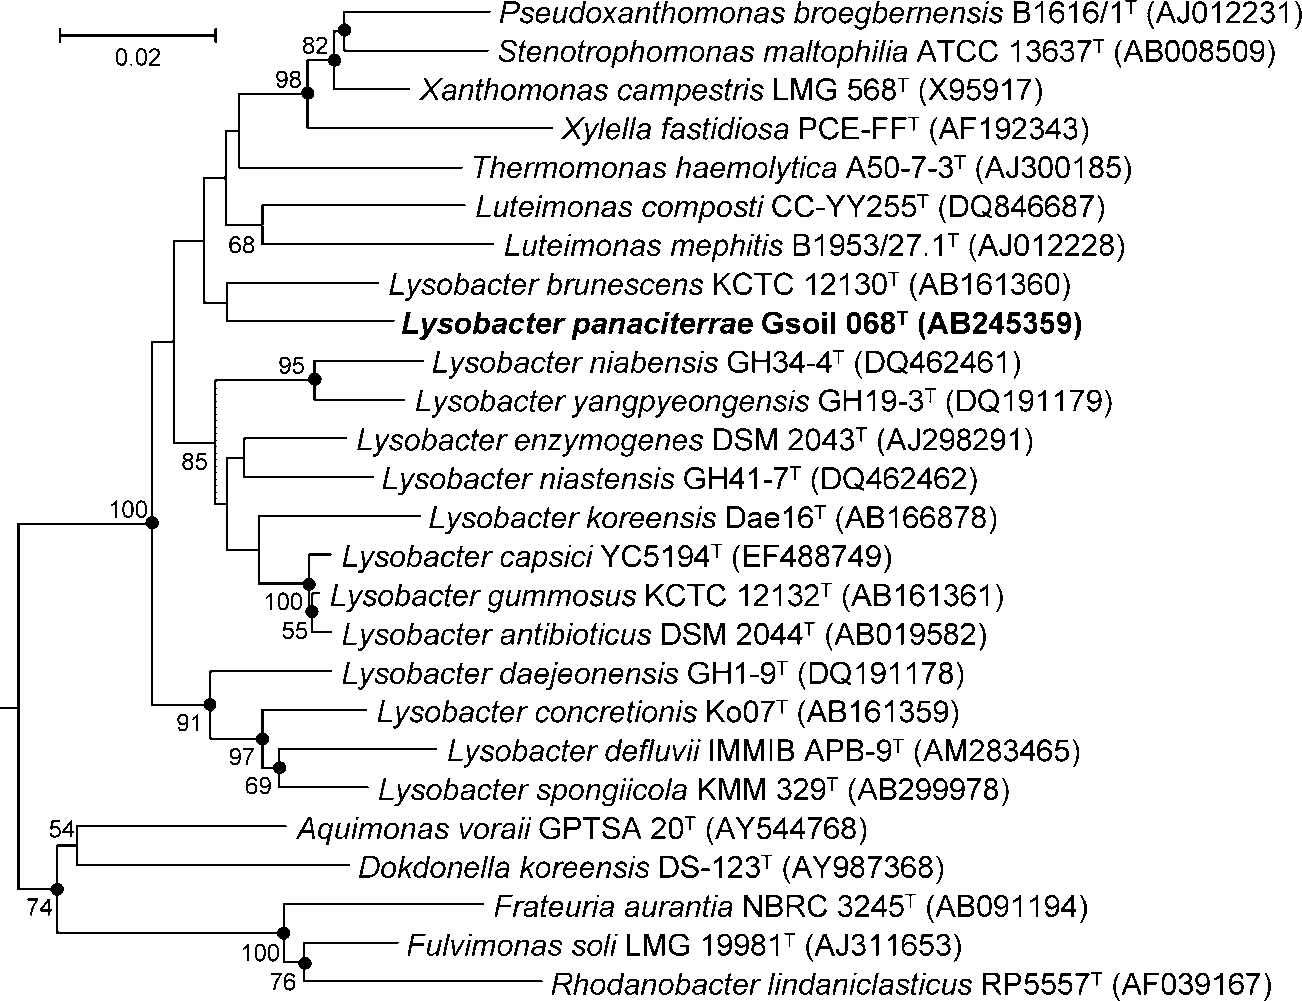 Pseudoxanthomonas broegbernensis B1616/1ᵀ (AJ012231)
0.02
82
Stenotrophomonas maltophilia ATCC 13637ᵀ (AB008509)
98
Xanthomonas campestris LMG 568ᵀ (X95917)
Xylella fastidiosa PCE-FFᵀ (AF192343)
Thermomonas haemolytica A50-7-3ᵀ (AJ300185)
Luteimonas composti CC-YY255ᵀ (DQ846687)
68
Luteimonas mephitis B1953/27.1ᵀ (AJ012228)
Lysobacter brunescens KCTC 12130ᵀ (AB161360)
Lysobacter panaciterrae Gsoil 068ᵀ (AB245359)
95
Lysobacter niabensis GH34-4ᵀ (DQ462461)
Lysobacter yangpyeongensis GH19-3ᵀ (DQ191179)
Lysobacter enzymogenes DSM 2043ᵀ (AJ298291)
85
Lysobacter niastensis GH41-7ᵀ (DQ462462)
100
Lysobacter koreensis Dae16ᵀ (AB166878)
Lysobacter capsici YC5194ᵀ (EF488749)
100
Lysobacter gummosus KCTC 12132ᵀ (AB161361)
55
Lysobacter antibioticus DSM 2044ᵀ (AB019582)
Lysobacter daejeonensis GH1-9ᵀ (DQ191178)
91
Lysobacter concretionis Ko07ᵀ (AB161359)
97
Lysobacter defluvii IMMIB APB-9ᵀ (AM283465)
69
Lysobacter spongiicola KMM 329ᵀ (AB299978)
54
Aquimonas voraii GPTSA 20ᵀ (AY544768)
Dokdonella koreensis DS-123ᵀ (AY987368)
74
Frateuria aurantia NBRC 3245ᵀ (AB091194)
100
Fulvimonas soli LMG 19981ᵀ (AJ311653)
76
Rhodanobacter lindaniclasticus RP5557ᵀ (AF039167)